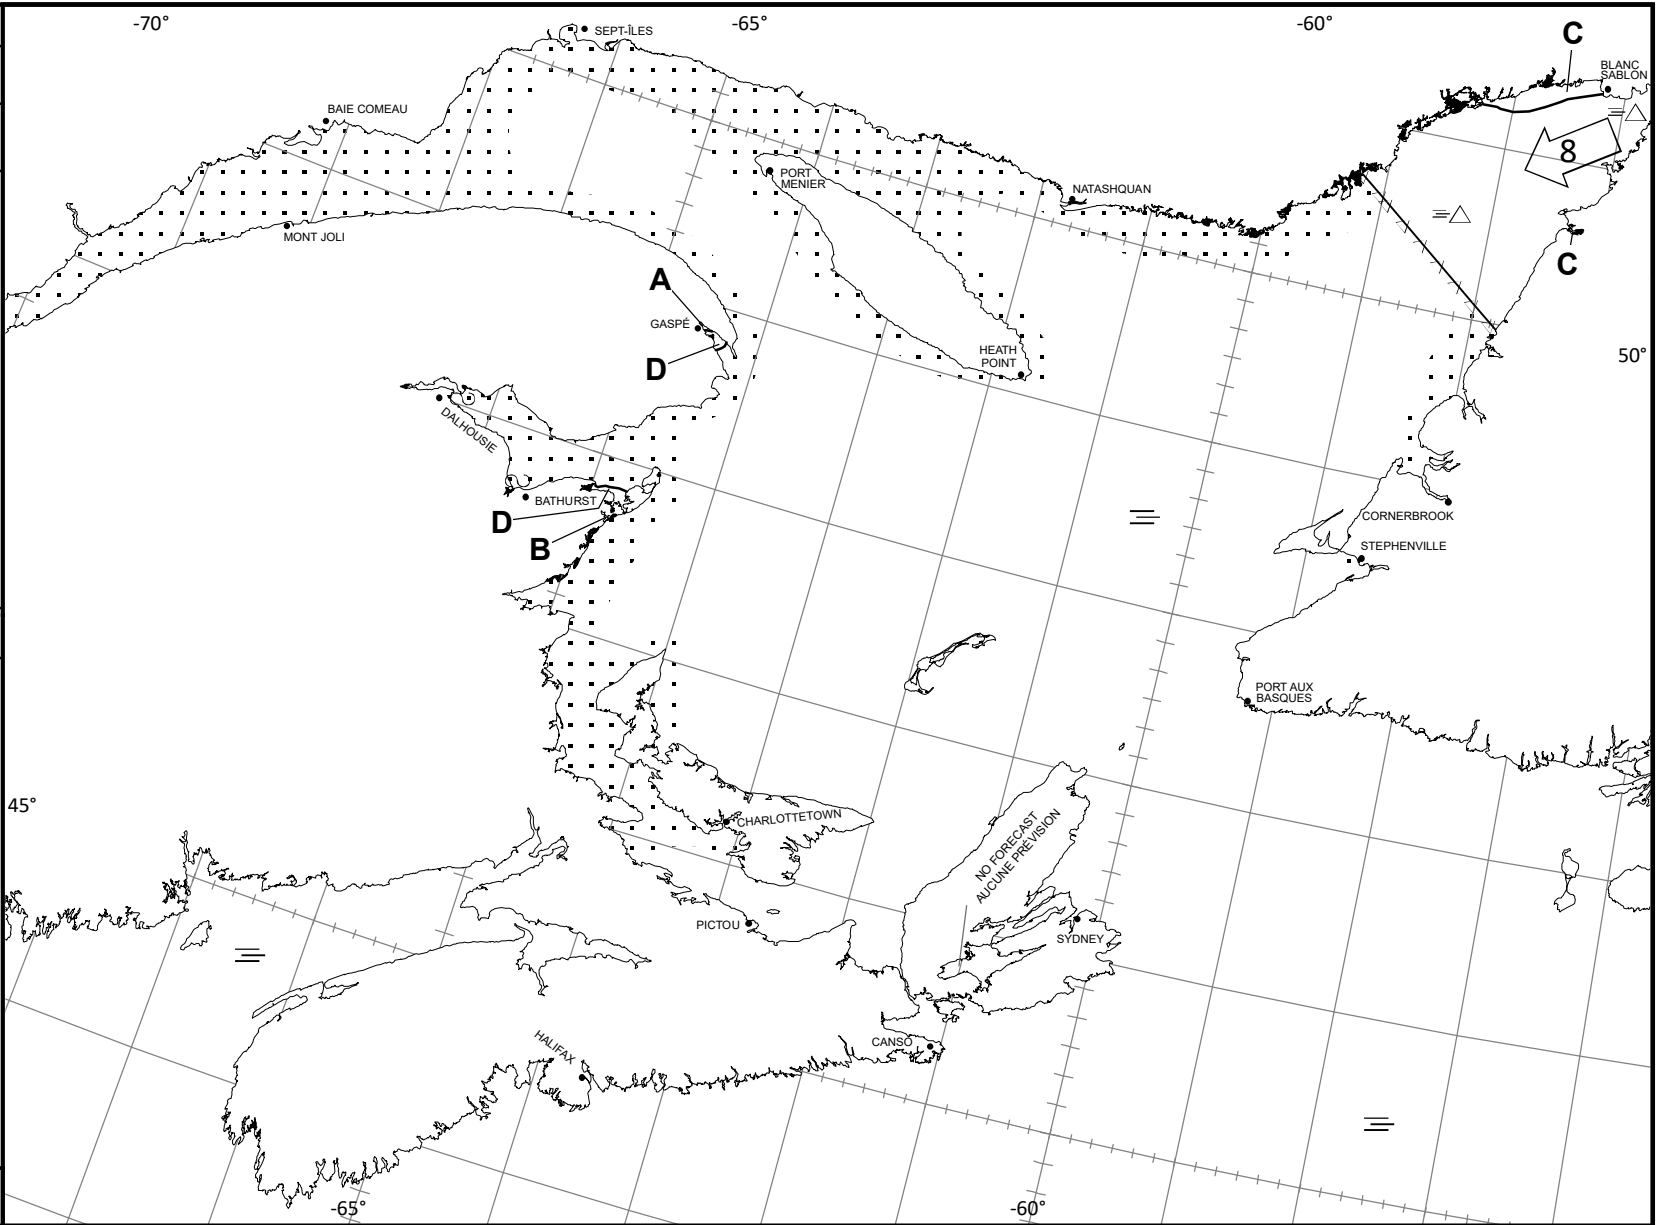 -70°
-65°
-60°
SEPT-ÎLES
C
BLANC
SABLON
BAIE COMEAU
8
PORT
MENIER
NATASHQUAN
MONT JOLI
A
C
GASPÉ
D
HEATH
POINT
50°
DALHOUSIE
BATHURST
D
B
CORNERBROOK
STEPHENVILLE
PORT AUX
BASQUES
45°
CHARLOTTETOWN
NO FORECAST
AUCUNE PRÉVISION
PICTOU
SYDNEY
HALIFAX
CANSO
-65°
-60°